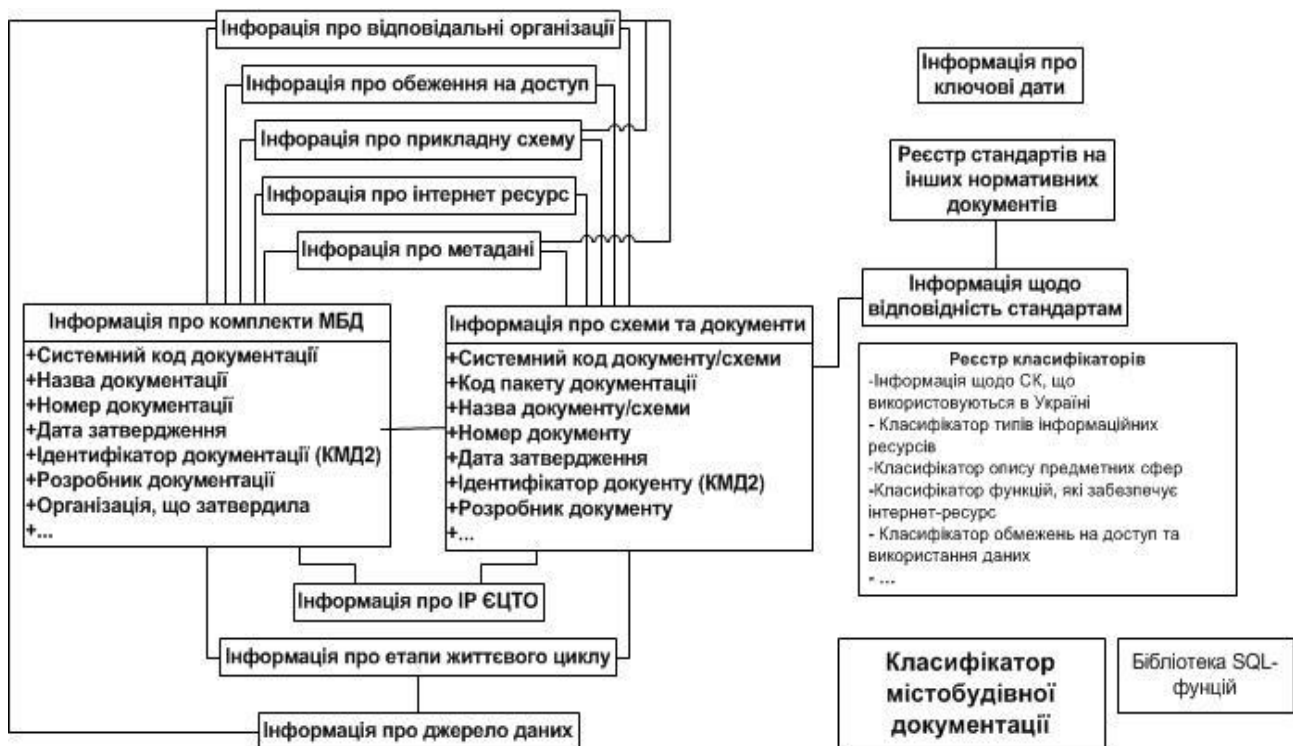 Інфорація про відповідальні організації
Інфорація про обеження на доступ
Інфорація про прикладну схему
Інфорація про інтернет ресурс
Інфорація про метадані
Інформація про комплекти МБД
+Системний код документації
+Назва документації
+Номер документації
+Дата затвердження
+Ідентифікатор документації (КМД2)
+Розробник документації
+Організація, що затвердила
+...
Інформація про схеми та документи
+Системний код документу/схеми
+Код пакету документації
+Назва документу/схеми
+Номер документу
+Дата затвердження
+Ідентифікатор докуенту (КМД2)
+Розробник документу
+...
Інформація про ІР ЄЦТО
Інформація про етапи життєвого циклу
Інформація про джерело даних
Інформація про
ключові дати
Реєстр стандартів на
інших нормативних
документів
Інформація щодо
відповідність стандартам
Реєстр класифікаторів
-Інформація щодо СК, що
використовуються в Україні
- Класифікатор типів інформаційних
ресурсів
-Класифікатор опису предметних сфер
-Класифікатор функцій, які забезпечує
інтернет-ресурс
- Класифікатор обмежень на доступ та
використання даних
- ...
Класифікатор
містобудівної
документації
Бібліотека SQL-
фунцій